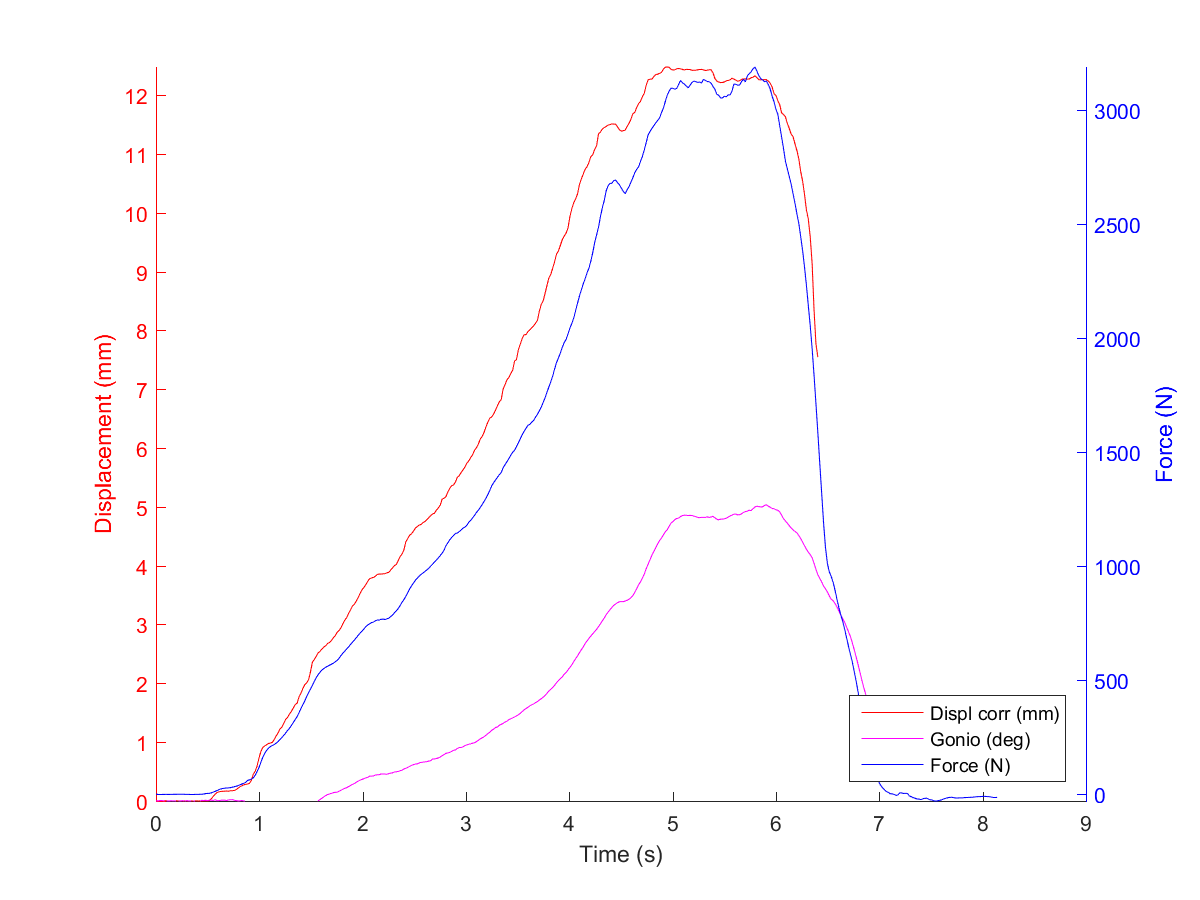 Displacement (mm)
12
11
10
9
8
7
6
5
4
3
2
1
0
3000
2500
2000
1500
1000
500
0
Force (N)
Displ corr (mm)
Gonio (deg)
Force (N)
0 1 2 3 4 5 6 7 8 9
Time (s)